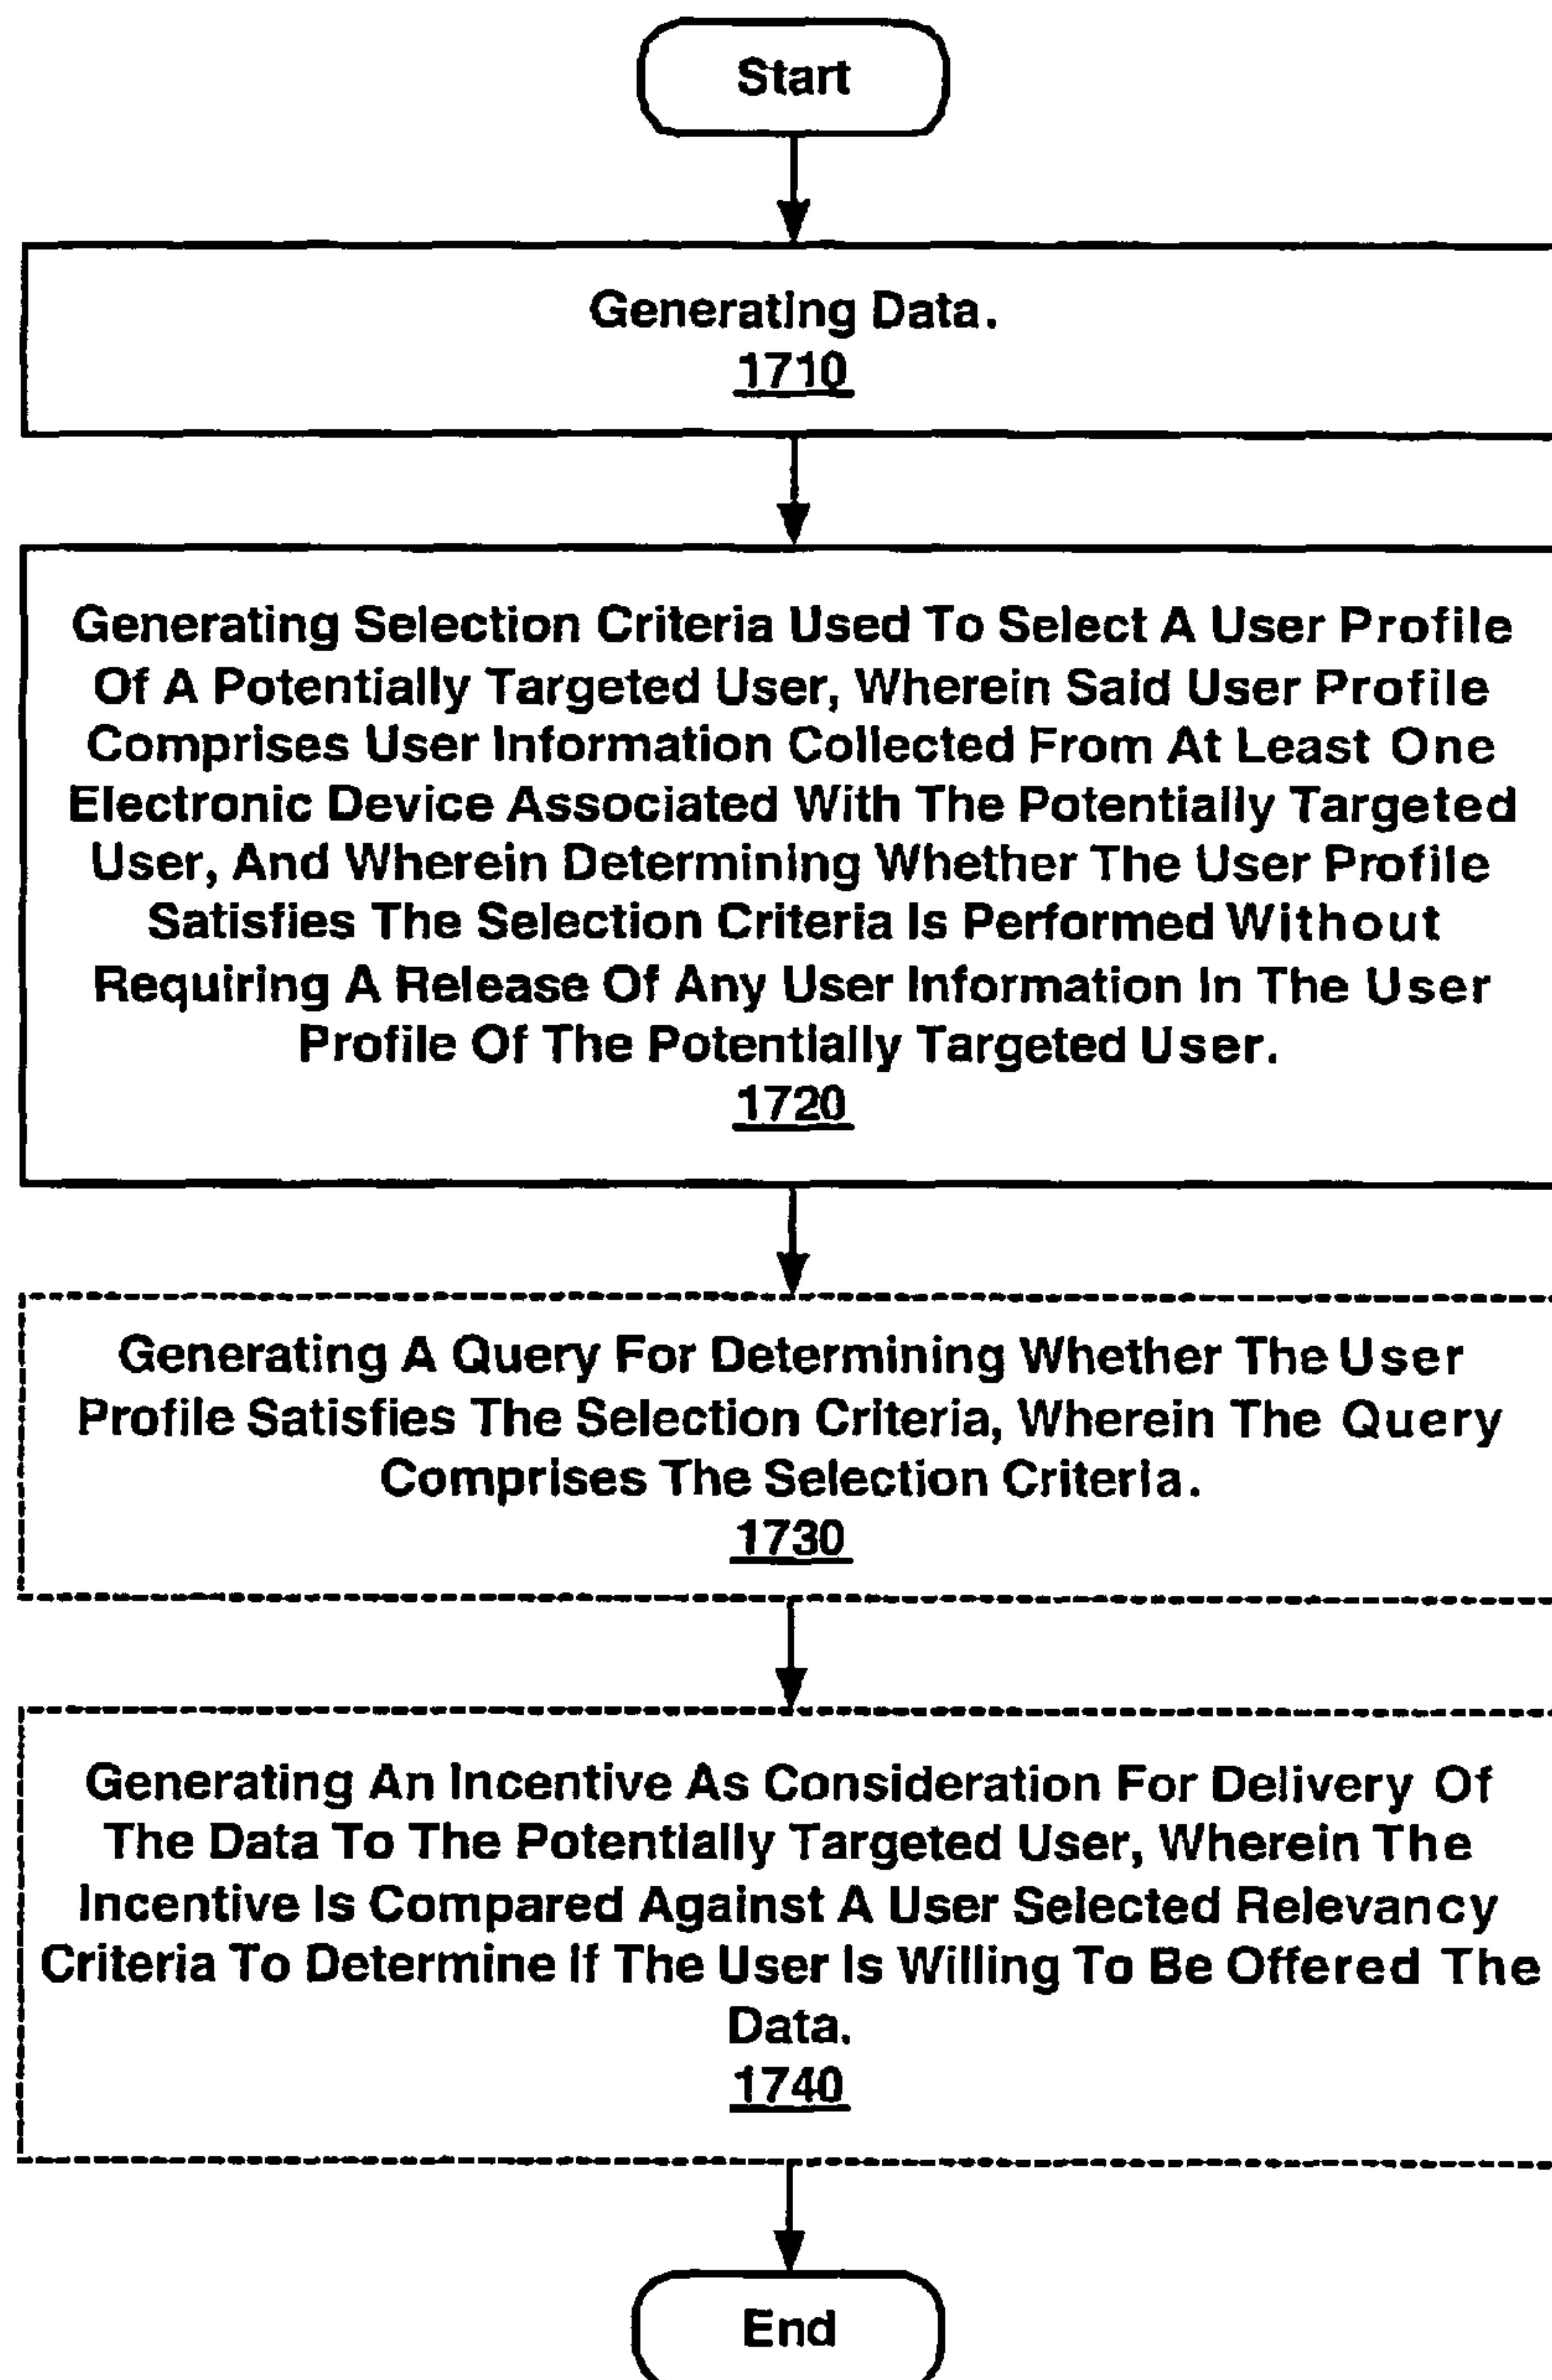 Start
Generating Data.
1710
Generating Selection Criteria Used To Select A User Profile
Of A Potentially Targeted User, Wherein Said User Profile
Comprises User Information Collected From At Least One
Electronic Device Associated With The Potentially Targeted
User, And Wherein Determining Whether The User Profile
Satisfies The Selection Criteria Is Performed Without
Requiring A Release Of Any User Information In The User
Profile Of The Potentially Targeted User.
1720
Generating A Query For Determining Whether The User
Profile Satisfies The Selection Criteria, Wherein The Query
Comprises The Selection Criteria.
1730
Generating An Incentive As Consideration For Delivery Of
The Data To The Potentially Targeted User, Wherein The
Incentive Is Compared Against A User Selected Relevancy
Criteria To Determine If The User Is Willing To Be Offered The
Data.
1740
End